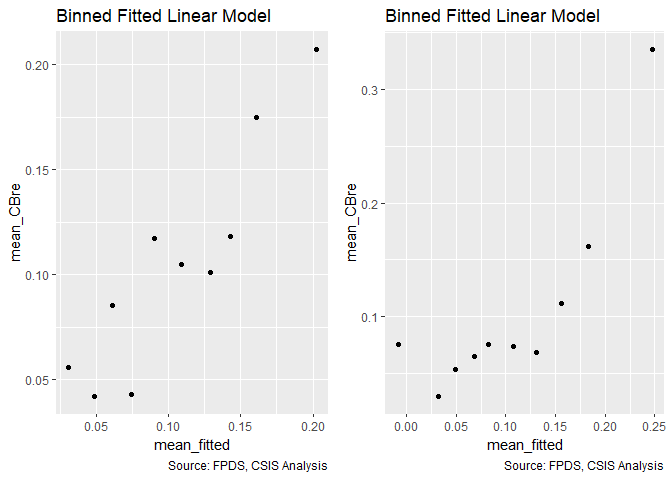 Binned Fitted Linear Model
mean_CBre
0.20
0.15
0.10
0.05
0.05
0.10
0.15
0.20
mean_fitted
Source: FPDS, CSIS Analysis
Binned Fitted Linear Model
mean_CBre
0.3
0.2
0.1
0.00
0.05
0.10
0.15
0.20
0.25
mean_fitted
Source: FPDS, CSIS Analysis